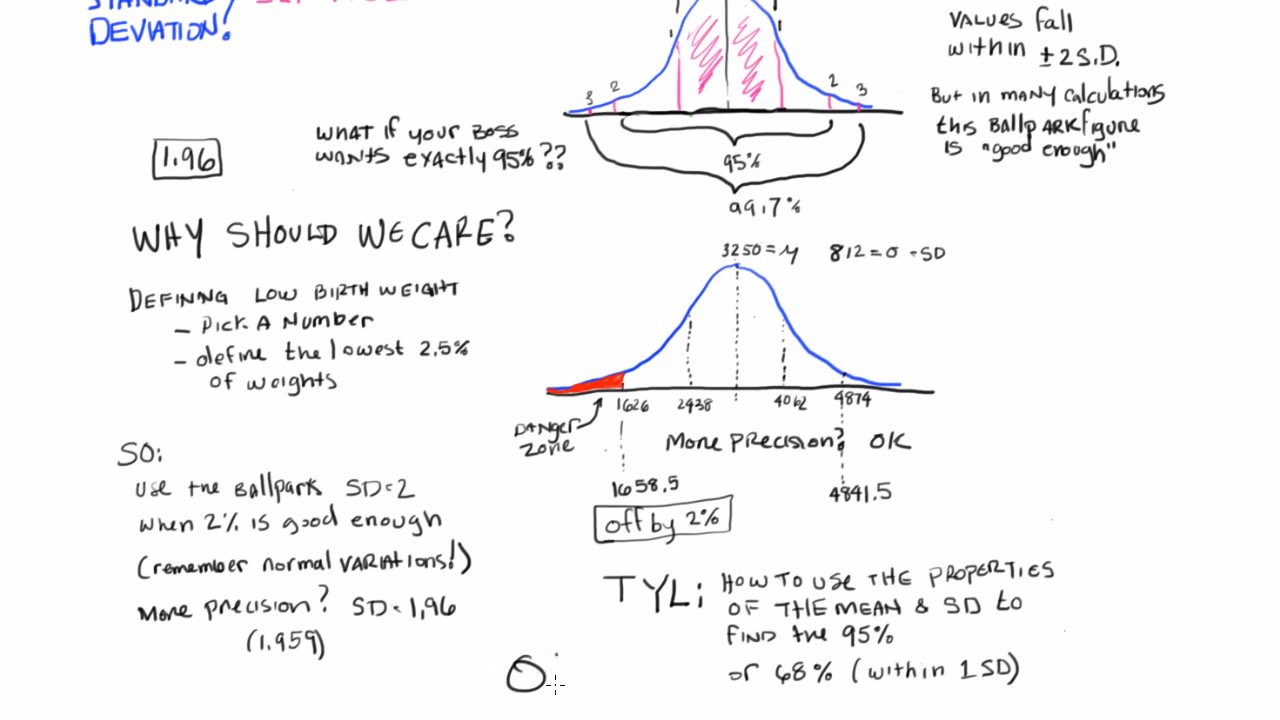 DEVIATION!
VALUES fall
within ±2 S.D.
But in many calculations
this BallPARK figure
is "good enough"
3 2 2 3
95%
99.7%
1.96
WHAT if your Boss
wants exactly 95%??
WHY SHOULD WE CARE?
DEFINING LOW BIRTH WEIGHT
- Pick A Number
- define the lowest 2.5%
of weights
3250 = μ 812 = σ = SD
1626 2438 4062 4874
DANGER
ZONE
More Precision? OK
1658.5 4841.5
off by 2%
SO:
Use the Ballpark SD=2
when 2% is good enough
(remember normal VARIAtions!)
More precision? SD = 1.96
(1.959)
TYL: HOW TO USE THE PROPERTIES
OF THE MEAN & SD to
FIND the 95%
or 68% (within 1 SD)